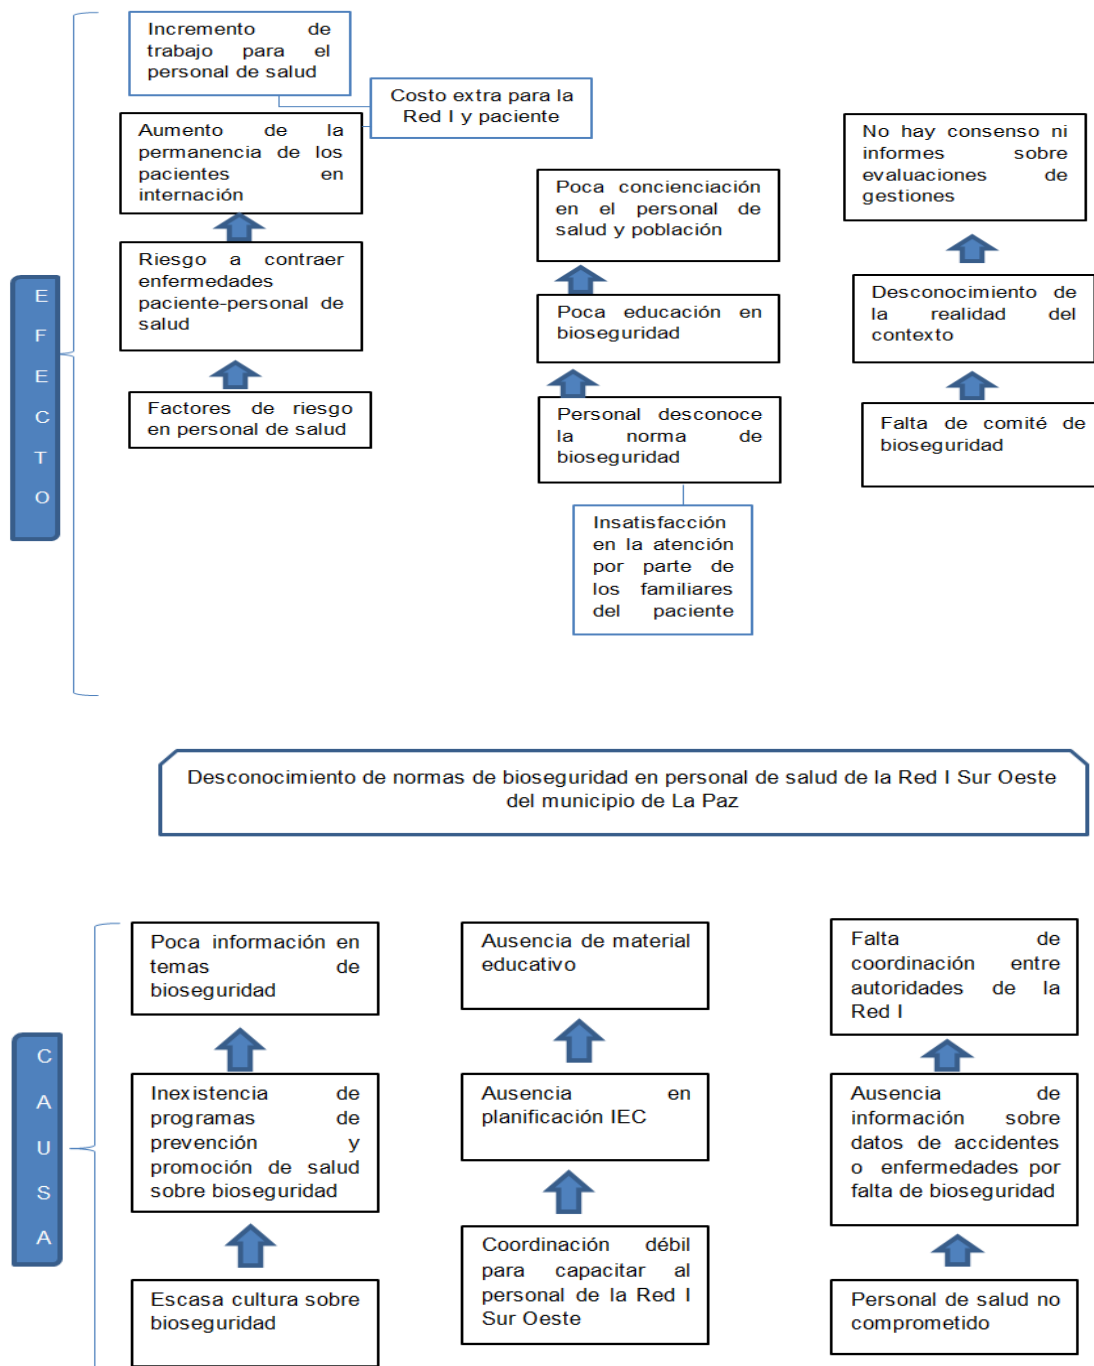 Incremento de
trabajo para el
personal de salud
Costo extra para la
Red I y paciente
Aumento de la
permanencia de los
pacientes en
internación
Riesgo a contraer
enfermedades
paciente-personal de
salud
Factores de riesgo
en personal de salud
Poca concienciación
en el personal de
salud y población
Poca educación en
bioseguridad
Personal desconoce
la norma de
bioseguridad
Insatisfacción
en la atención
por parte de
los familiares
del paciente
No hay consenso ni
informes sobre
evaluaciones de
gestiones
Desconocimiento de
la realidad del
contexto
Falta de comité de
bioseguridad
E
F
E
C
T
O
Desconocimiento de normas de bioseguridad en personal de salud de la Red I Sur Oeste
del municipio de La Paz
C
A
U
S
A
Poca información en
temas de
bioseguridad
Inexistencia de
programas de
prevención y
promoción de salud
sobre bioseguridad
Escasa cultura sobre
bioseguridad
Ausencia de material
educativo
Ausencia en
planificación IEC
Coordinación débil
para capacitar al
personal de la Red I
Sur Oeste
Falta de
coordinación entre
autoridades de la
Red I
Ausencia de
información sobre
datos de accidentes
o enfermedades por
falta de bioseguridad
Personal de salud no
comprometido